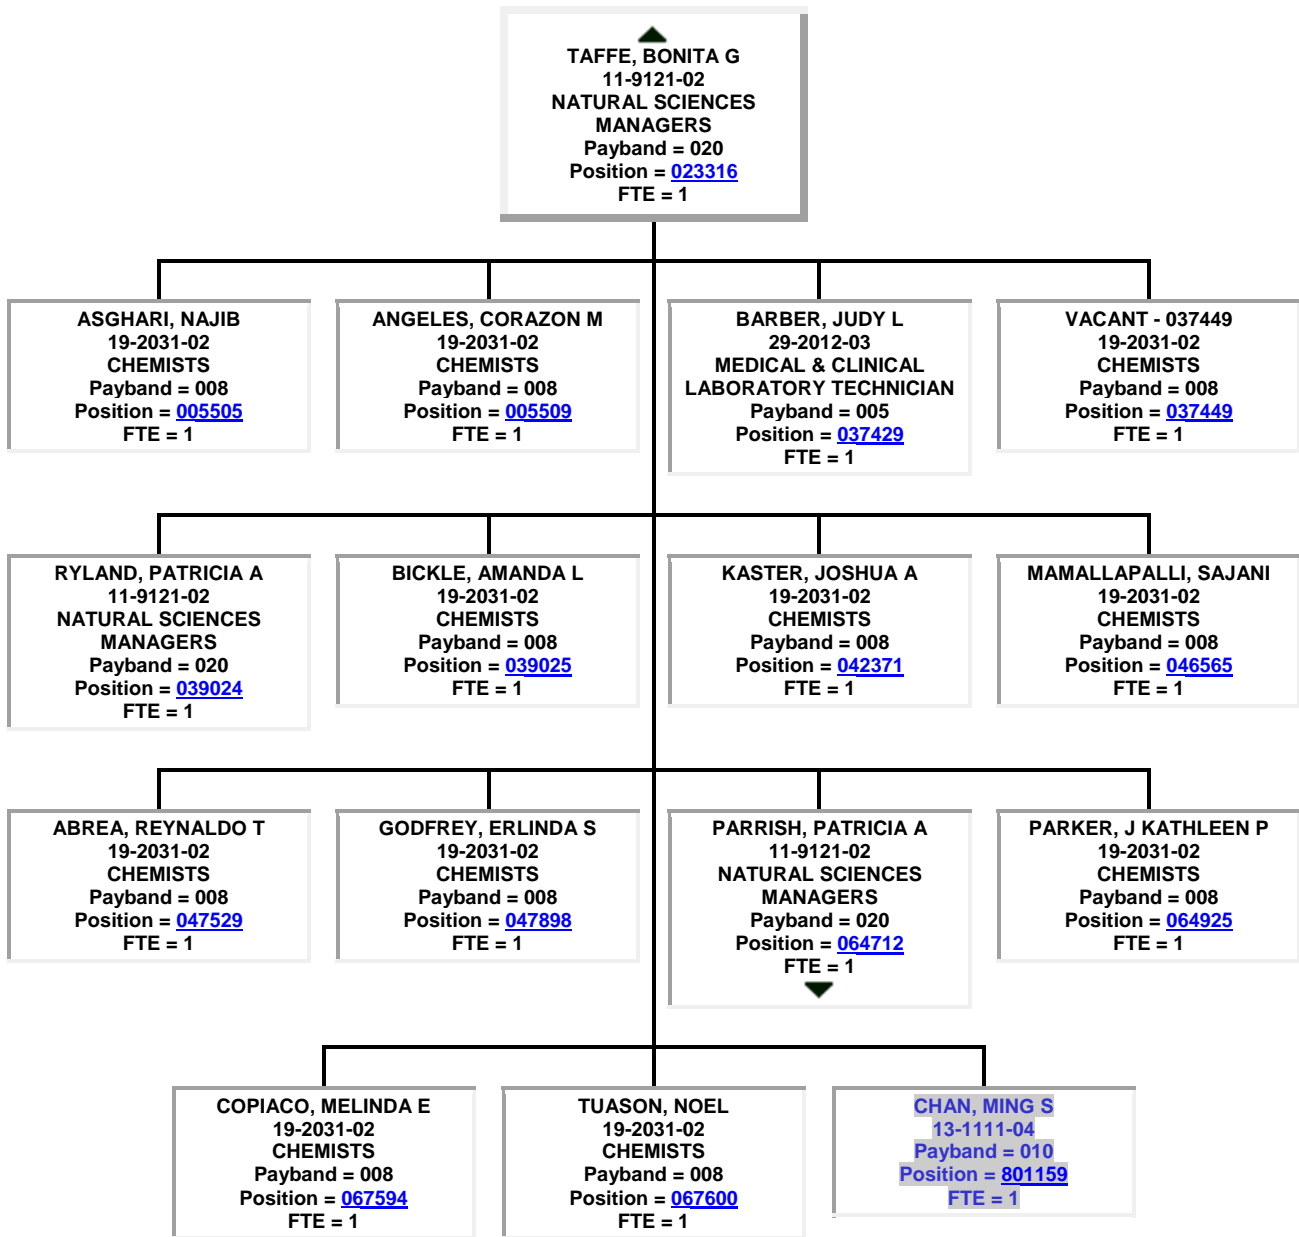 TAFFE, BONITA G
11-9121-02
NATURAL SCIENCES
MANAGERS
Payband = 020
Position = 023316
FTE = 1
ASGHARI, NAJIB
19-2031-02
CHEMISTS
Payband = 008
Position = 005505
FTE = 1
ANGELES, CORAZON M
19-2031-02
CHEMISTS
Payband = 008
Position = 005509
FTE = 1
BARBER, JUDY L
29-2012-03
MEDICAL & CLINICAL
LABORATORY TECHNICIAN
Payband = 005
Position = 037429
FTE = 1
VACANT - 037449
19-2031-02
CHEMISTS
Payband = 008
Position = 037449
FTE = 1
RYLAND, PATRICIA A
11-9121-02
NATURAL SCIENCES
MANAGERS
Payband = 020
Position = 039024
FTE = 1
BICKLE, AMANDA L
19-2031-02
CHEMISTS
Payband = 008
Position = 039025
FTE = 1
KASTER, JOSHUA A
19-2031-02
CHEMISTS
Payband = 008
Position = 042371
FTE = 1
MAMALLAPALLI, SAJANI
19-2031-02
CHEMISTS
Payband = 008
Position = 046565
FTE = 1
ABREA, REYNALDO T
19-2031-02
CHEMISTS
Payband = 008
Position = 047529
FTE = 1
GODFREY, ERLINDA S
19-2031-02
CHEMISTS
Payband = 008
Position = 047898
FTE = 1
PARRISH, PATRICIA A
11-9121-02
NATURAL SCIENCES
MANAGERS
Payband = 020
Position = 064712
FTE = 1
PARKER, J KATHLEEN P
19-2031-02
CHEMISTS
Payband = 008
Position = 064925
FTE = 1
COPIACO, MELINDA E
19-2031-02
CHEMISTS
Payband = 008
Position = 067594
FTE = 1
TUASON, NOEL
19-2031-02
CHEMISTS
Payband = 008
Position = 067600
FTE = 1
CHAN, MING S
13-1111-04
Payband = 010
Position = 801159
FTE = 1